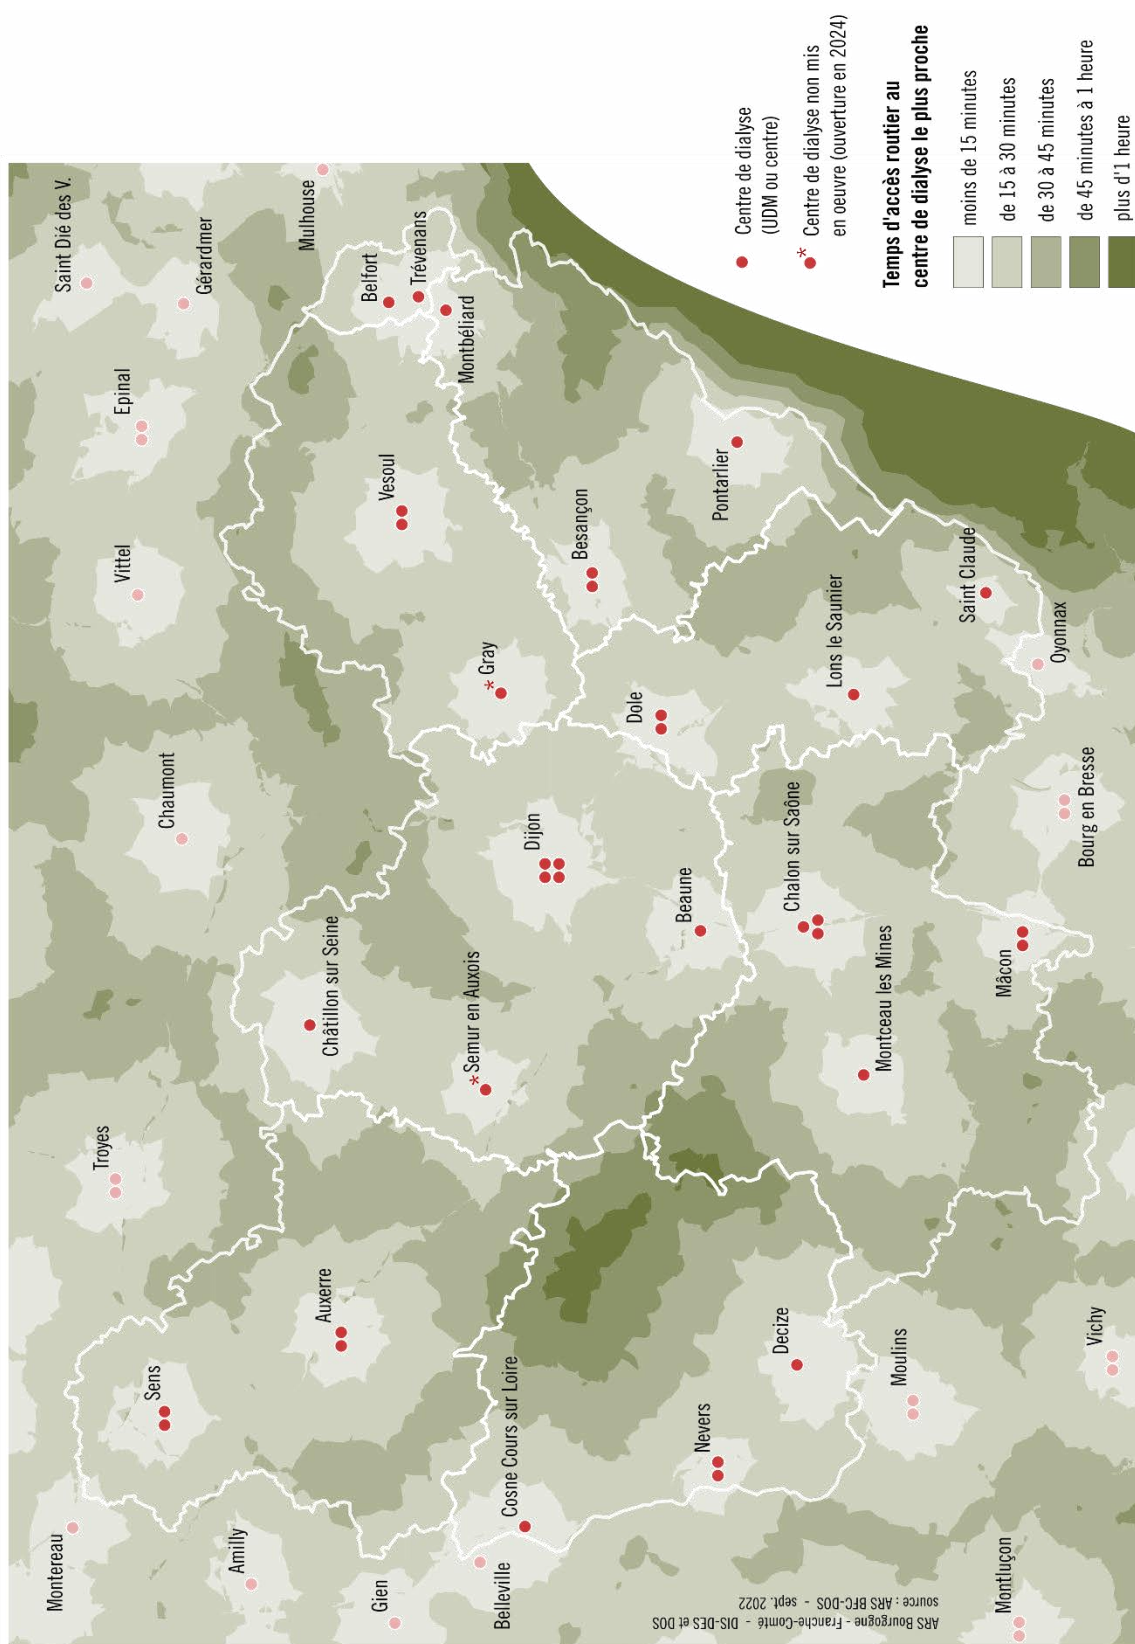 Saint Dié des V.
Gérardmer
Mulhouse
Belfort
Trévenans
Montbéliard
Epinal
Vesoul
Vittel
Besançon
Pontarlier
Gray
*
Lons le Saunier
Saint Claude
Oyonnax
Dole
Chaumont
Dijon
Beaune
Chalon sur Saône
Bourg en Bresse
Châtillon sur Seine
Semur en Auxois
*
Montceau les Mines
Mâcon
Troyes
Auxerre
Sens
Decize
Moulins
Vichy
Cosne Cours sur Loire
Nevers
Montereau
Amilly
Gien
Belleville
Montluçon
Centre de dialyse
(UDM ou centre)
*
Centre de dialyse non mis
en oeuvre (ouverture en 2024)
Temps d'accès routier au
centre de dialyse le plus proche
moins de 15 minutes
de 15 à 30 minutes
de 30 à 45 minutes
de 45 minutes à 1 heure
plus d'1 heure
ARS Bourgogne - Franche-Comté - DIS-DES et DOS
source : ARS BFC-DOS - sept. 2022